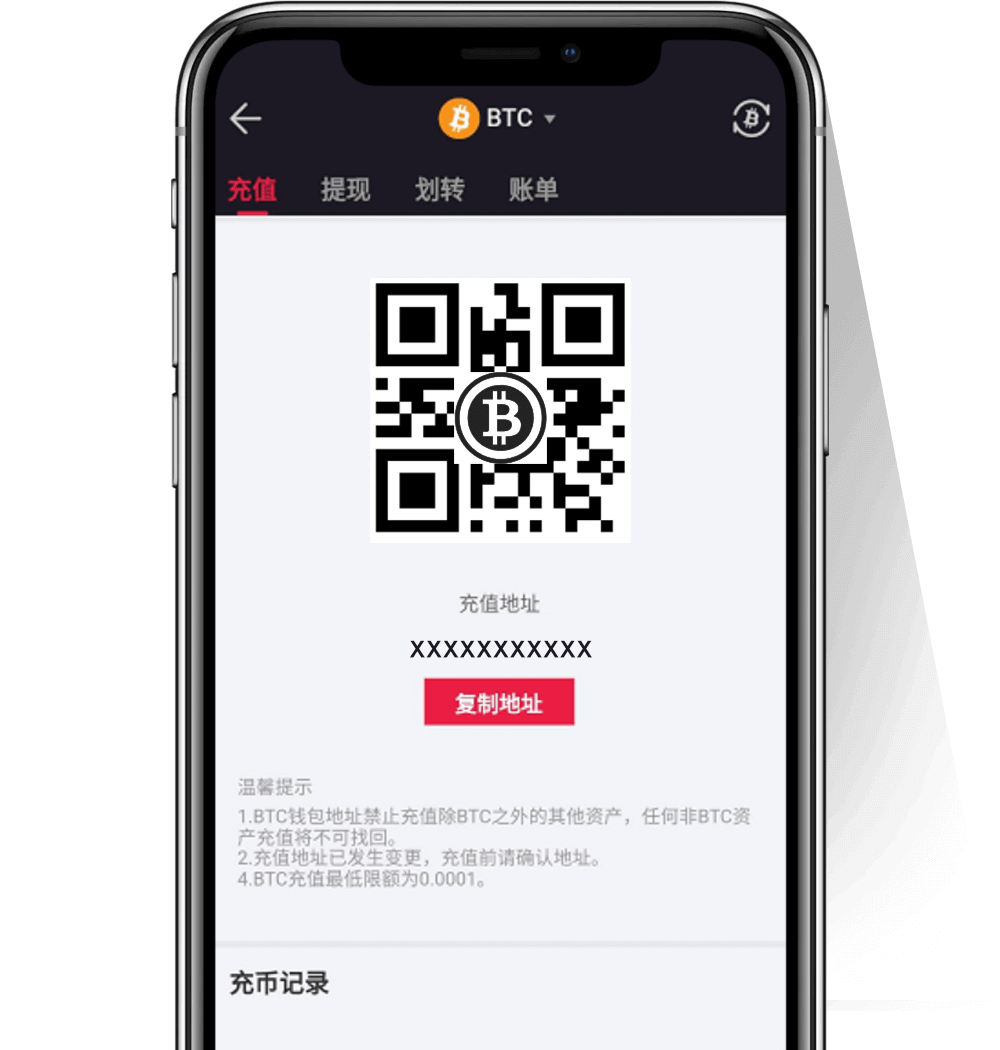 BTC
充值 提现 划转 账单
充值地址
XXXXXXXXXXX
复制地址
温馨提示
1.BTC钱包地址禁止充值除BTC之外的其他资产，任何非BTC资
产充值将不可找回。
2.充值地址已发生变更，充值前请确认地址。
4.BTC充值最低限额为0.0001。
充币记录